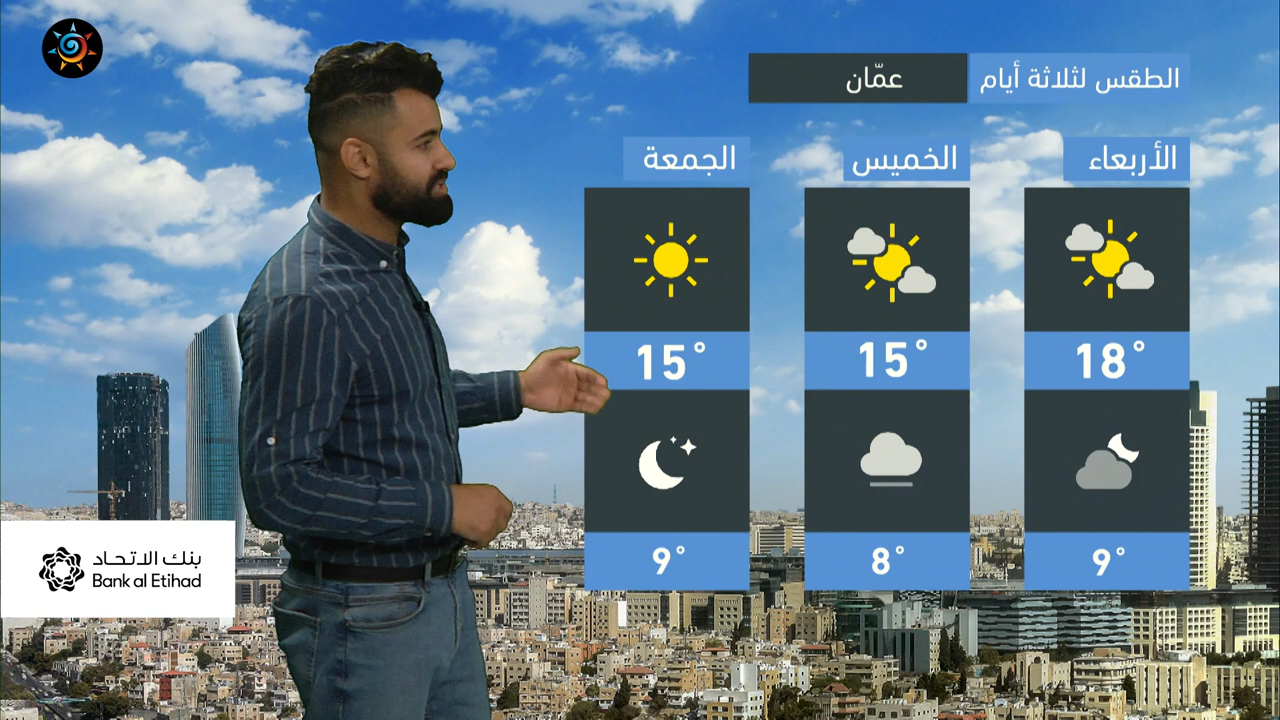 الطقس لثلاثة أيام
عمّان
الأربعاء
الخميس
الجمعة
18°
15°
15°
9°
8°
9°
بنك الاتحاد
Bank al Etihad